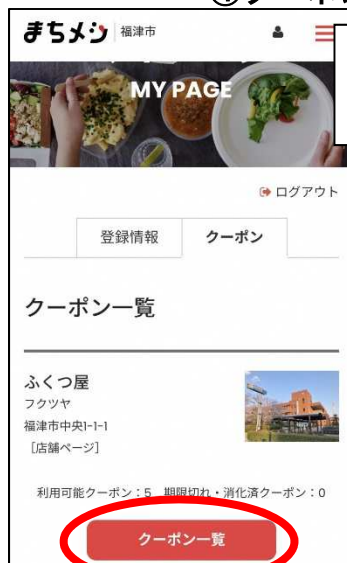 まちメシ 福津市
MY PAGE
ログアウト
登録情報 クーポン
クーポン一覧
ふくつ屋
フクツヤ
福津市中央1-1-1
[店舗ページ]
利用可能クーポン:5 期限切れ・消化済クーポン:0
クーポン一覧